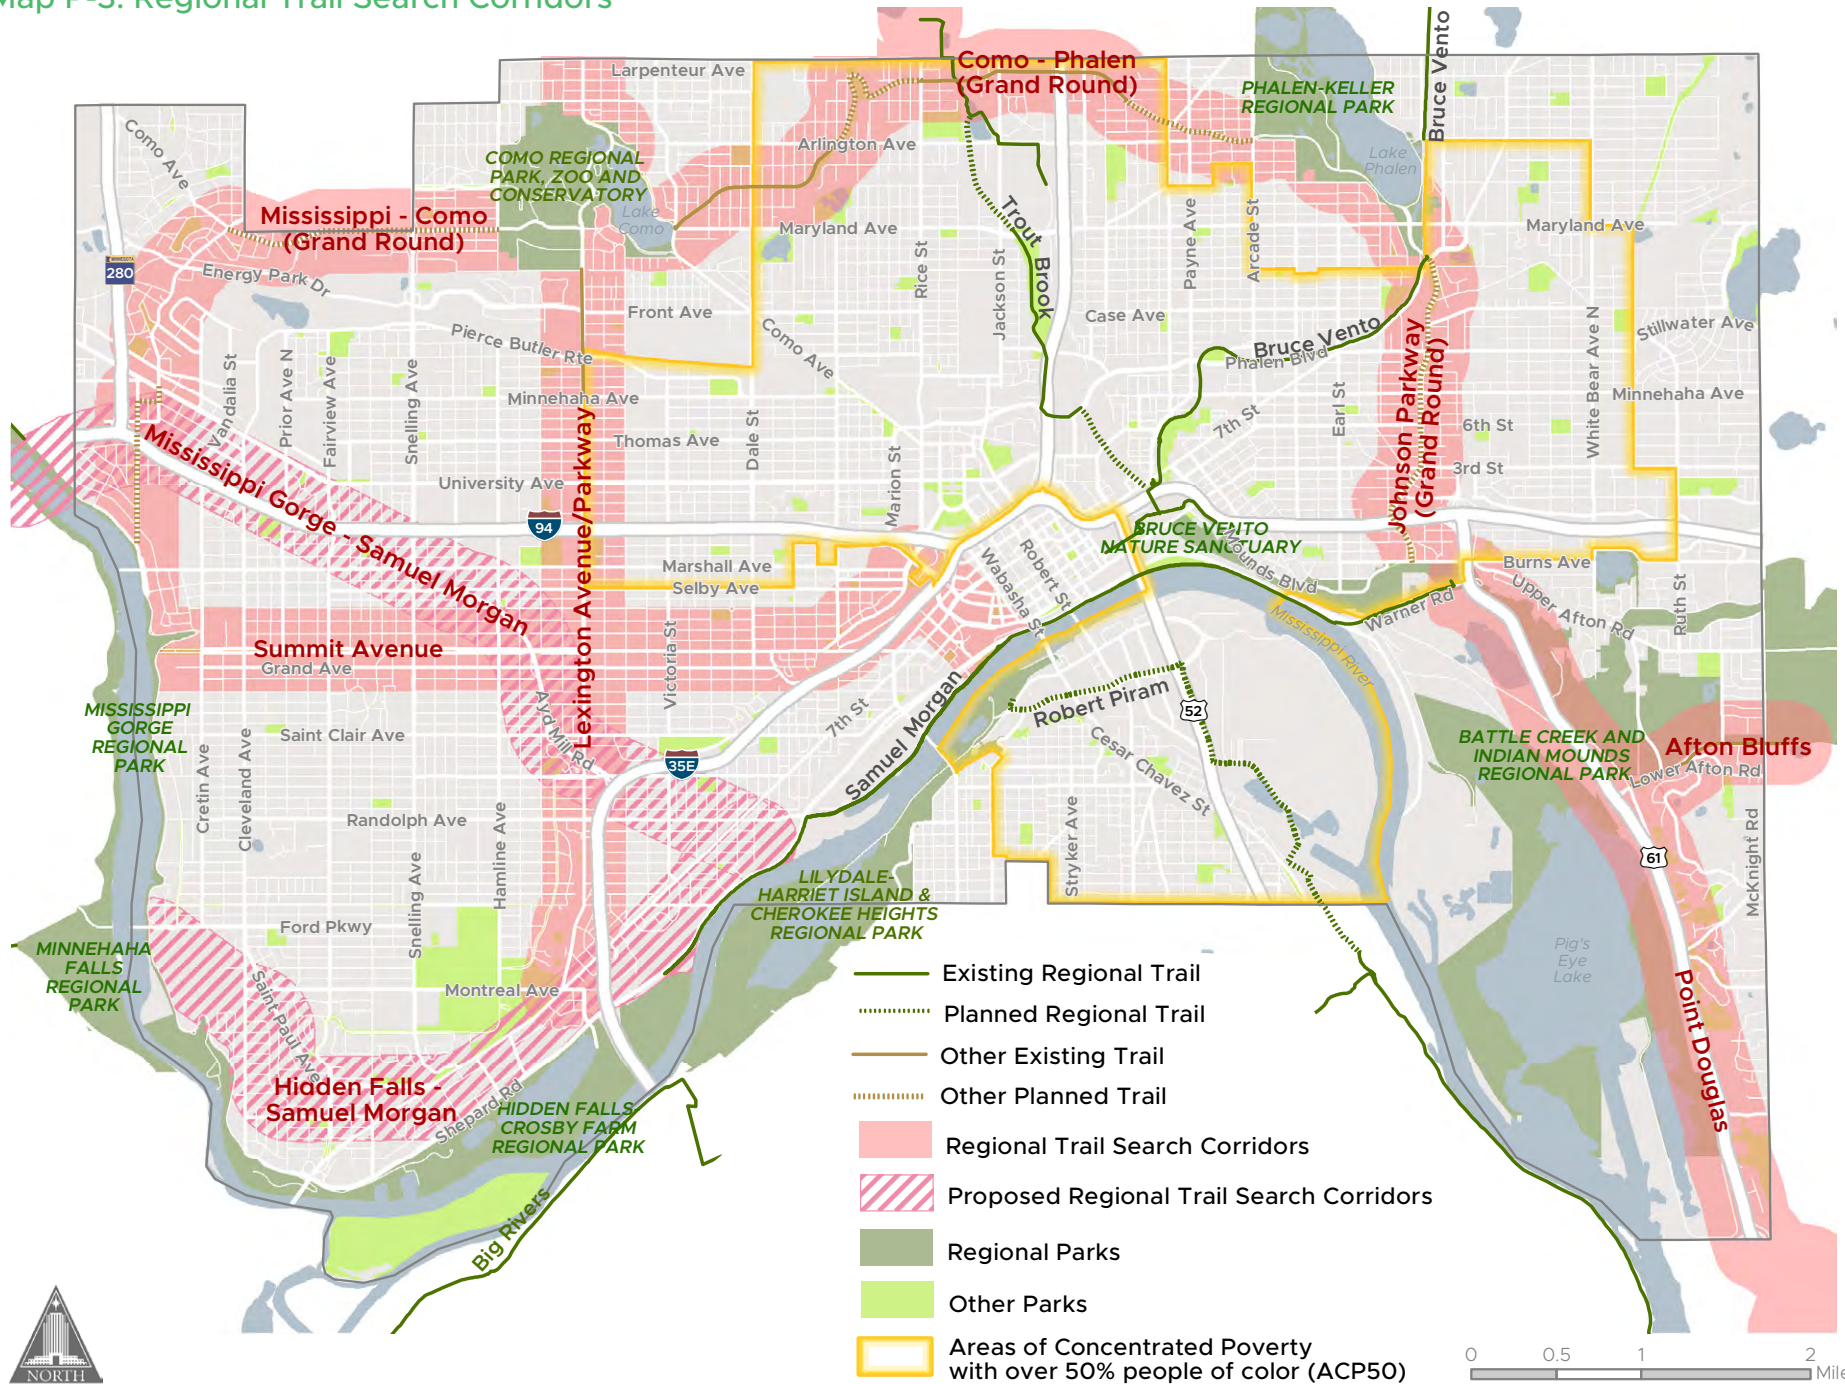 Map P-3. Regional Trail Search Corridors
Larpenteur Ave
Como - Phalen
(Grand Round)
Bruce Vento
PHALEN-KELLER
REGIONAL PARK
Como Ave
Arlington Ave
COMO REGIONAL
PARK, ZOO AND
CONSERVATORY
Lake
Phalen
Lake
Como
Mississippi - Como
(Grand Round)
Maryland Ave
Trout Brook
Rice St
Jackson St
Payne Ave
Arcade St
Maryland Ave
MINNESOTA
280
Energy Park Dr
Front Ave
Pierce Butler Rte
Como Ave
Case Ave
Bruce Vento
Phalen Blvd
Johnson Parkway
(Grand Round)
White Bear Ave N
Stillwater Ave
Vandalia St
Prior Ave N
Fairview Ave
Snelling Ave
Minnehaha Ave
Minnehaha Ave
Thomas Ave
Dale St
7th St
Earl St
6th St
3rd St
Mississippi Gorge - Samuel Morgan
University Ave
Marion St
94
Lexington Avenue/Parkway
BRUCE VENTO
NATURE SANCTUARY
Mounds Blvd
Robert St
Wabasha St
Marshall Ave
Selby Ave
Burns Ave
Upper Afton Rd
Ruth St
Warner Rd
Mississippi River
Summit Avenue
Grand Ave
Victoria St
Ayd Mill Rd
7th St
Samuel Morgan
Robert Piram
52
Cesar Chavez St
MISSISSIPPI
GORGE
REGIONAL
PARK
Saint Clair Ave
Cretin Ave
Cleveland Ave
35E
BATTLE CREEK AND
INDIAN MOUNDS
REGIONAL PARK
Afton Bluffs
Lower Afton Rd
Randolph Ave
Hamline Ave
Snelling Ave
Stryker Ave
61
McKnight Rd
LILYDALE-
HARRIET ISLAND &
CHEROKEE HEIGHTS
REGIONAL PARK
Ford Pkwy
MINNEHAHA
FALLS
REGIONAL
PARK
Saint Paul Ave
Montreal Ave
Pig's
Eye
Lake
Point Douglas
Hidden Falls -
Samuel Morgan
Shepard Rd
HIDDEN FALLS-
CROSBY FARM
REGIONAL PARK
Big Rivers
Existing Regional Trail
Planned Regional Trail
Other Existing Trail
Other Planned Trail
Regional Trail Search Corridors
Proposed Regional Trail Search Corridors
Regional Parks
Other Parks
Areas of Concentrated Poverty
with over 50% people of color (ACP50)
NORTH
0 0.5 1 2